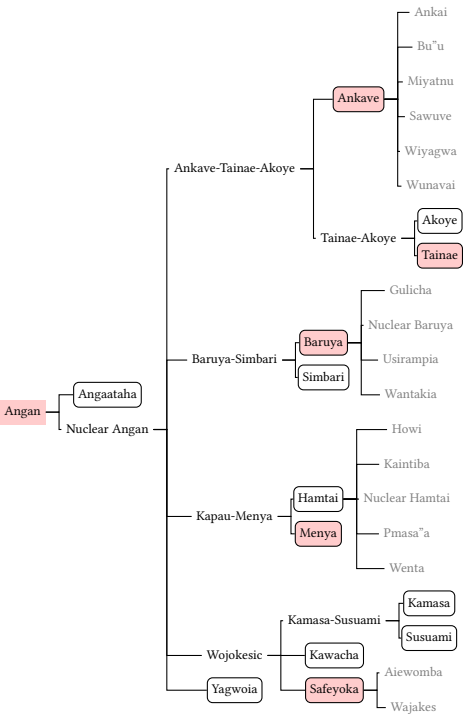 Ankai
Bu"u
Miyatnu
Ankave
Sawuve
Wiyagwa
Ankave-Tainae-Akoye
Wunavai
Akoye
Tainae-Akoye
Tainae
Gulicha
Nuclear Baruya
Baruya
Baruya-Simbari
Usirampia
Simbari
Angaataha
Wantakia
Angan
Nuclear Angan
Howi
Kaintiba
Hamtai
Nuclear Hamtai
Kapau-Menya
Menya
Pmasa"a
Wenta
Kamasa
Kamasa-Susuami
Susuami
Wojokesic
Kawacha
Aiewomba
Yagwoia
Safeyoka
Wajakes